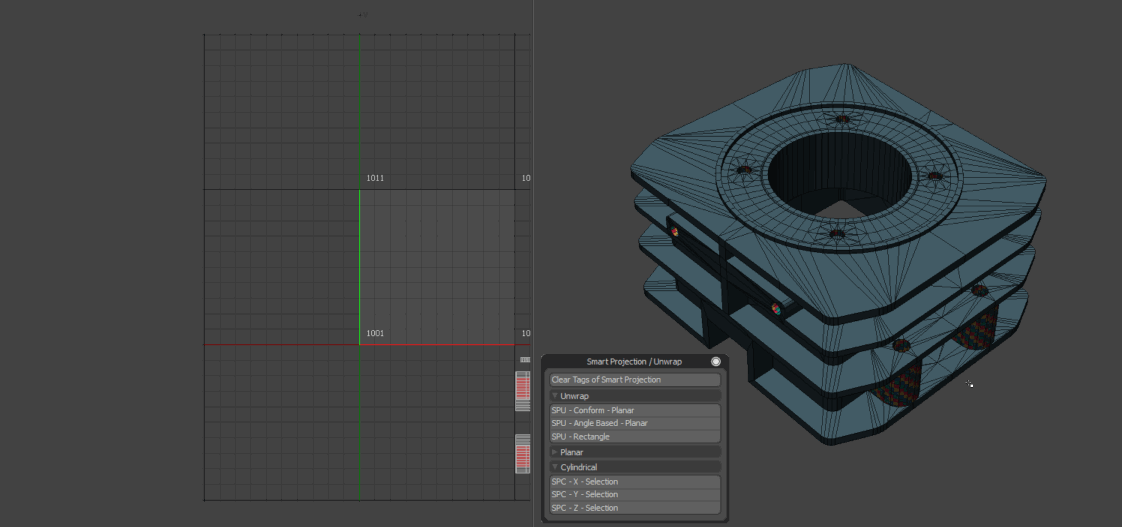 1011
10
1001
10
Smart Projection / Unwrap
Clear Tags of Smart Projection
Unwrap
SPU - Conform - Planar
SPU - Angle Based - Planar
SPU - Rectangle
Planar
Cylindrical
SPC - X - Selection
SPC - Y - Selection
SPC - Z - Selection